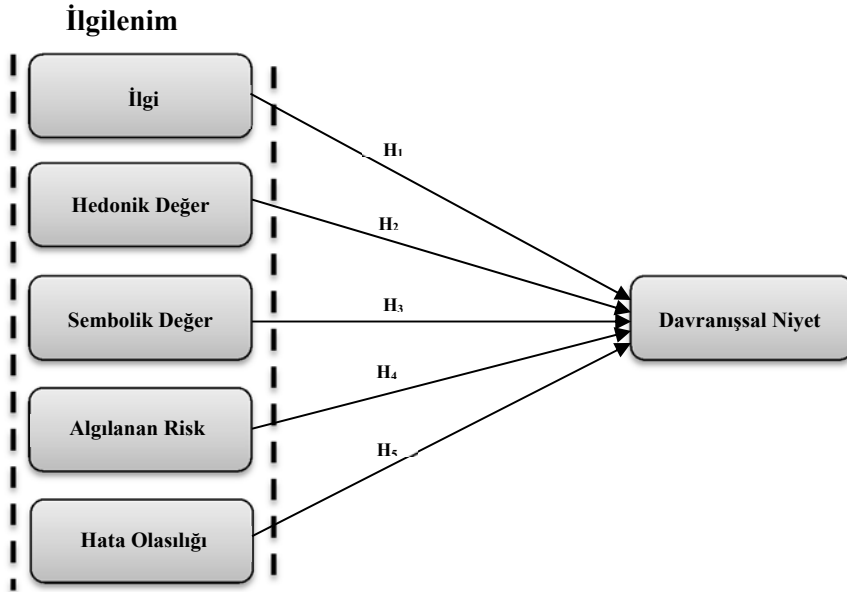 İlgilenim
İlgi
H₁
Hedonik Değer
H₂
Sembolik Değer
H₃
Davranışsal Niyet
Algılanan Risk
H₄
Hata Olasılığı
H₅